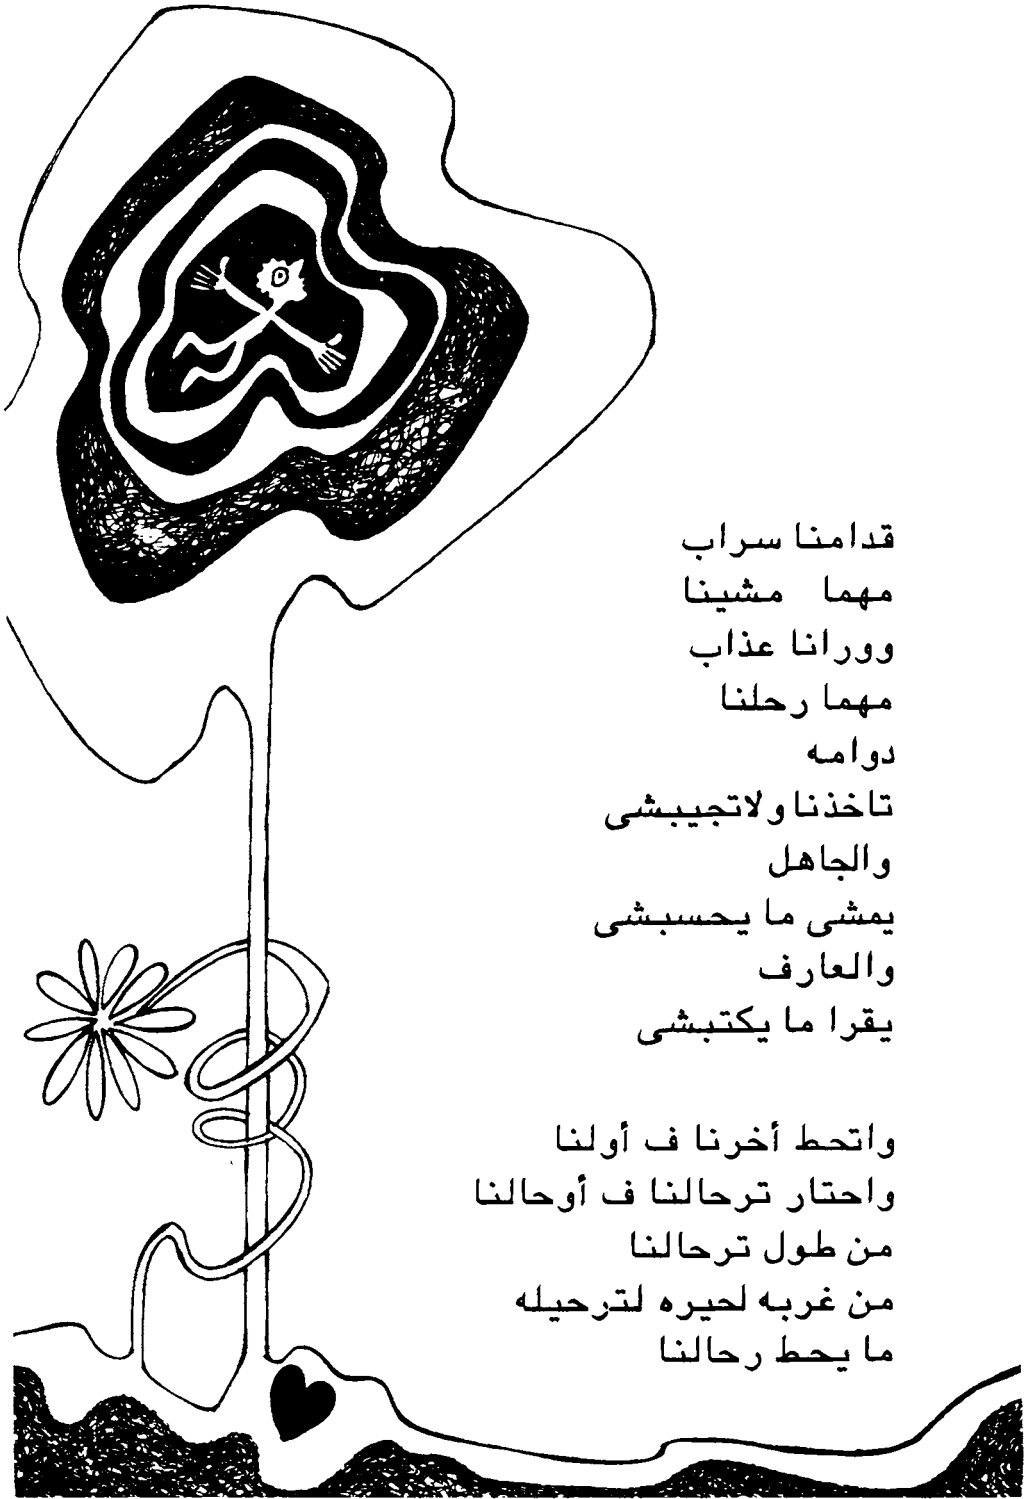 قدامنا سراب
مهما مشينا
وورانا عذاب
مهما رحلنا
دوامه
تاخذنا ولاتجيبشى
والجاهل
يمشى ما يحسبشى
والعارف
يقرا ما يكتبشى
واتحط أخرنا ف أولنا
واحتار ترحالنا ف أوحالنا
من طول ترحالنا
من غربه لحيره لترحيله
ما يحط رحالنا